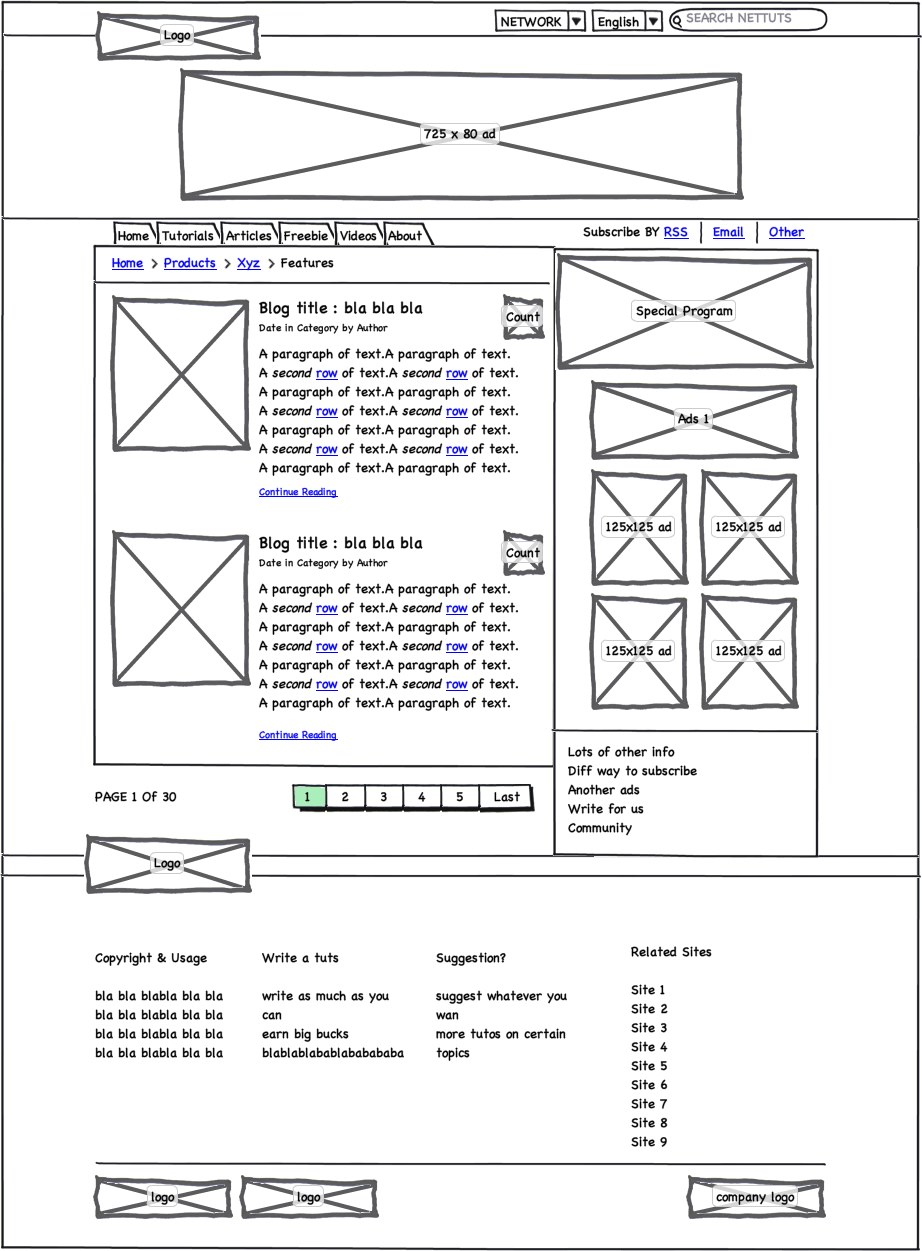 Logo
NETWORK
English
SEARCH NETTUTS
725 x 80 ad
Home Tutorials Articles Freebie Videos About
Subscribe BY RSS Email Other
Home > Products > Xyz > Features
Blog title : bla bla bla
Date in Category by Author
Count
A paragraph of text.A paragraph of text.
A second row of text.A second row of text.
A paragraph of text.A paragraph of text.
A second row of text.A second row of text.
A paragraph of text.A paragraph of text.
A second row of text.A second row of text.
A paragraph of text.A paragraph of text.
Continue Reading
Blog title : bla bla bla
Date in Category by Author
Count
A paragraph of text.A paragraph of text.
A second row of text.A second row of text.
A paragraph of text.A paragraph of text.
A second row of text.A second row of text.
A paragraph of text.A paragraph of text.
A second row of text.A second row of text.
A paragraph of text.A paragraph of text.
Continue Reading
PAGE 1 OF 30
1 2 3 4 5 Last
Special Program
Ads 1
125x125 ad 125x125 ad
125x125 ad 125x125 ad
Lots of other info
Diff way to subscribe
Another ads
Write for us
Community
Logo
Copyright & Usage
bla bla blabla bla bla
bla bla blabla bla bla
bla bla blabla bla bla
bla bla blabla bla bla
Write a tuts
write as much as you
can
earn big bucks
blablablabablabababa
Suggestion?
suggest whatever you
wan
more tutos on certain
topics
Related Sites
Site 1
Site 2
Site 3
Site 4
Site 5
Site 6
Site 7
Site 8
Site 9
logo
logo
company logo